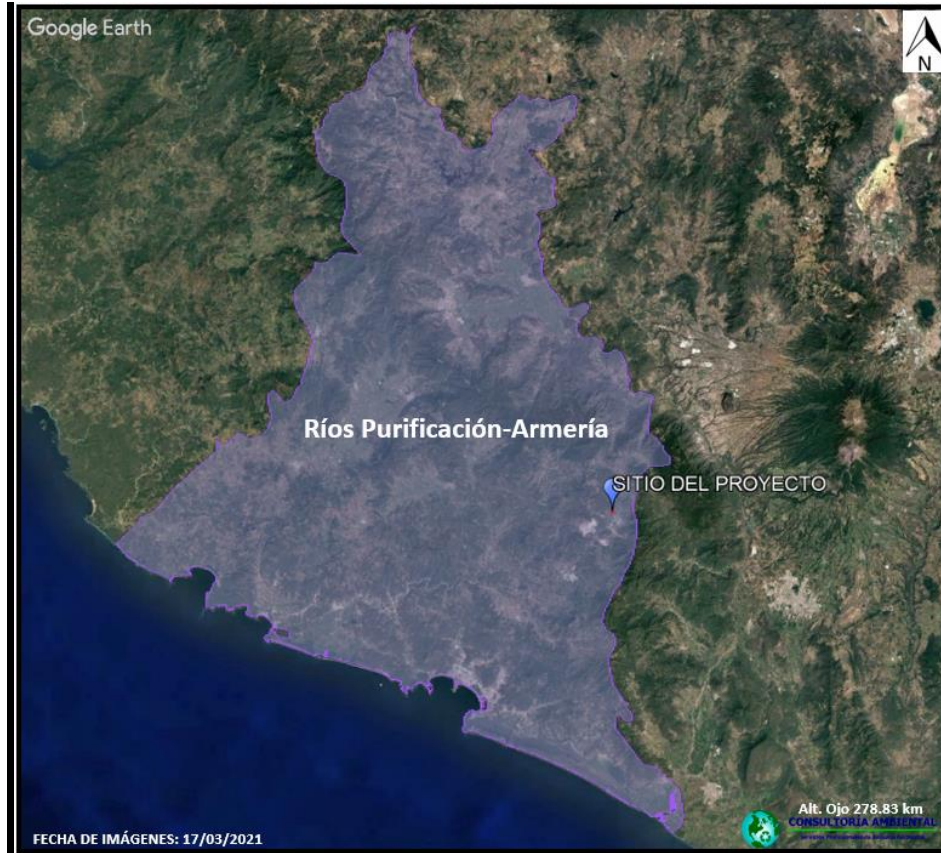 Google Earth
N
Ríos Purificación-Armería
SITIO DEL PROYECTO
Alt. Ojo 278.83 km
CONSULTORIA AMBIENTAL
FECHA DE IMÁGENES: 17/03/2021